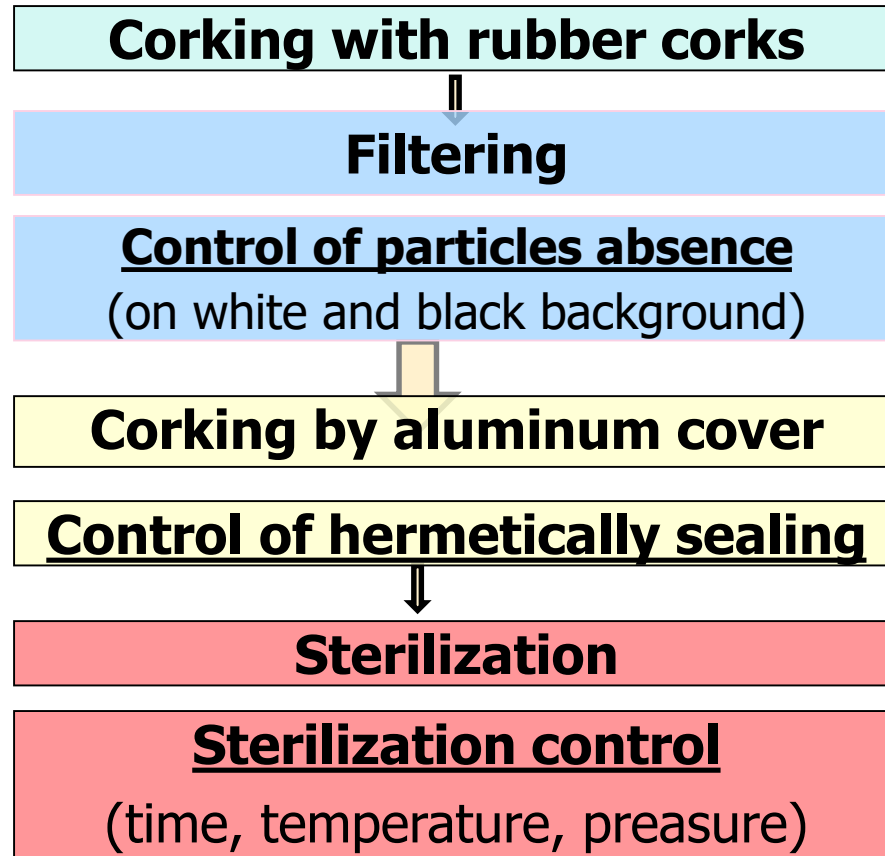 Corking with rubber corks
Filtering
Control of particles absence
(on white and black background)
Corking by aluminum cover
Control of hermetically sealing
Sterilization
Sterilization control
(time, temperature, preasure)